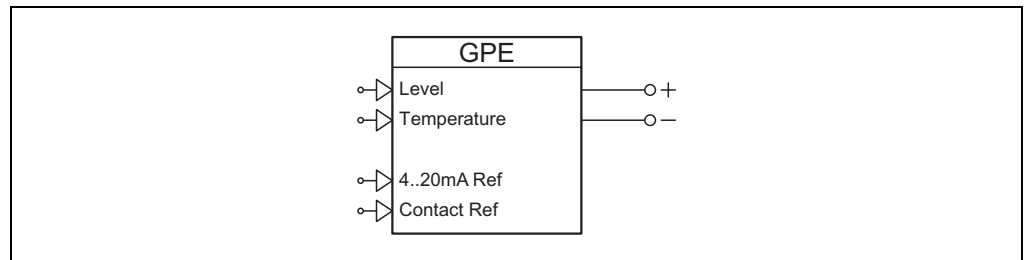 GPE
Level
+
Temperature
−
4..20mA Ref
Contact Ref